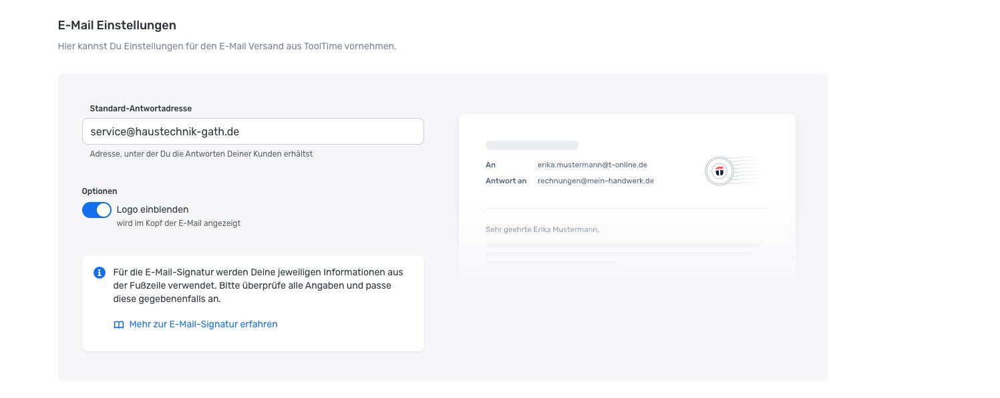 E-Mail Einstellungen
Hier kannst Du Einstellungen für den E-Mail Versand aus ToolTime vornehmen.
Standard-Antwortadresse
service@haustechnik-gath.de
Adresse, unter der Du die Antworten Deiner Kunden erhältst
Optionen
Logo einblenden
wird im Kopf der E-Mail angezeigt
Für die E-Mail-Signatur werden Deine jeweiligen Informationen aus
der Fußzeile verwendet. Bitte überprüfe alle Angaben und passe
diese gegebenenfalls an.
Mehr zur E-Mail-Signatur erfahren
An erika.mustermann@t-online.de
Antwort an rechnungen@mein-handwerk.de
Sehr geehrte Erika Mustermann,